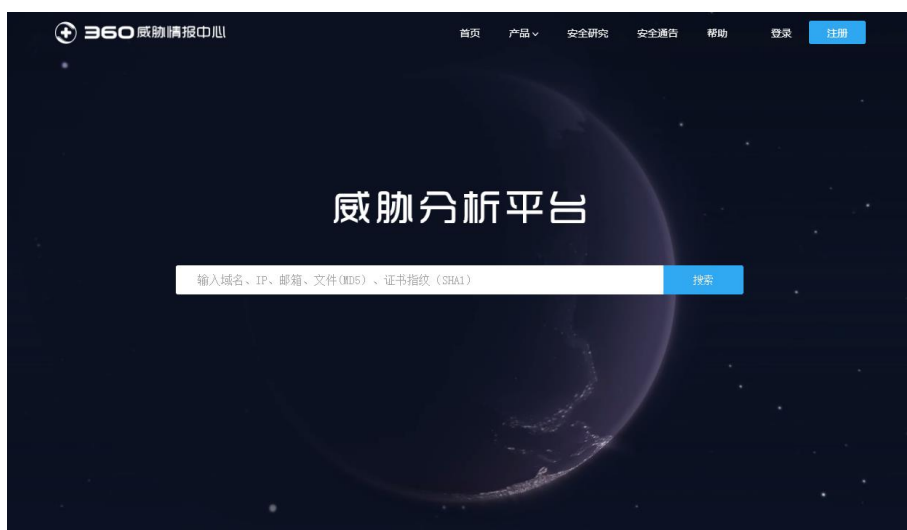 360威胁情报中心 首页 产品 安全研究 安全通告 帮助 登录 注册
威胁分析平台
输入域名、IP、邮箱、文件(MD5)、证书指纹（SHA1） 搜索